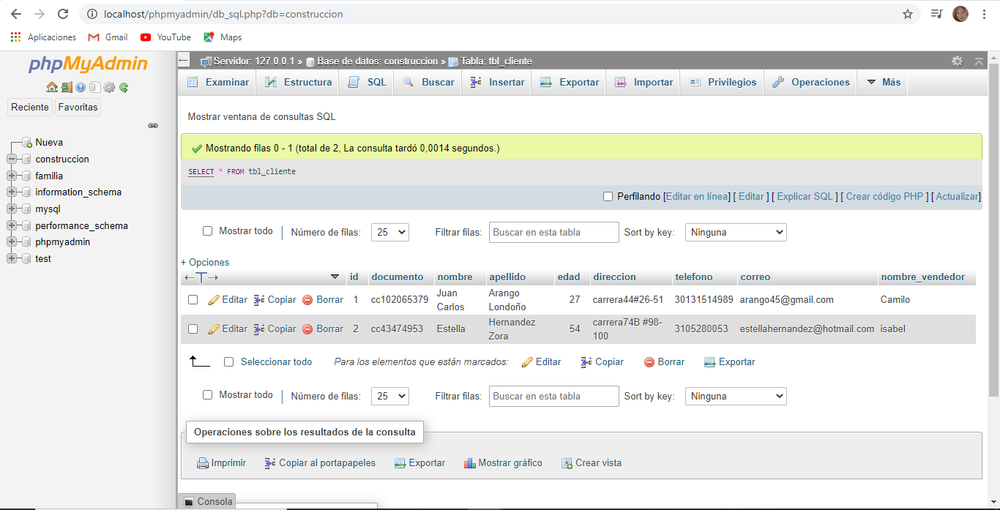 localhost/phpmyadmin/db_sql.php?db=construccion
Aplicaciones Gmail YouTube Maps
phpMyAdmin
Reciente Favoritas
Nueva
construccion
familia
information_schema
mysql
performance_schema
phpmyadmin
test
Servidor: 127.0.0.1 » Base de datos: construccion » Tabla: tbl_cliente
Examinar Estructura SQL Buscar Insertar Exportar Importar Privilegios Operaciones Más
Mostrar ventana de consultas SQL
Mostrando filas 0 - 1 (total de 2, La consulta tardó 0,0014 segundos.)
SELECT * FROM tbl_cliente
Perfilando [Editar en línea] [ Editar ] [ Explicar SQL ] [ Crear código PHP ] [ Actualizar]
Mostrar todo | Número de filas: 25 Filtrar filas: Buscar en esta tabla Sort by key: Ninguna
+ Opciones
←T→ id documento nombre apellido edad direccion telefono correo nombre_vendedor
Editar Copiar Borrar 1 cc102065379 Juan Carlos Arango Londoño 27 carrera44#26-51 30131514989 arango45@gmail.com Camilo
Editar Copiar Borrar 2 cc43474953 Estella Hernandez Zora 54 carrera74B #98-100 3105280053 estellahernandez@hotmail.com isabel
Seleccionar todo Para los elementos que están marcados: Editar Copiar Borrar Exportar
Mostrar todo | Número de filas: 25 Filtrar filas: Buscar en esta tabla Sort by key: Ninguna
Operaciones sobre los resultados de la consulta
Imprimir Copiar al portapapeles Exportar Mostrar gráfico Crear vista
Consola